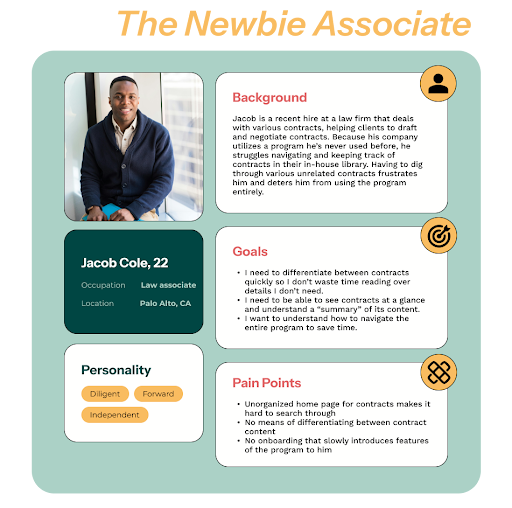 The Newbie Associate
Background
Jacob is a recent hire at a law firm that deals
with various contracts, helping clients to draft
and negotiate contracts. Because his company
utilizes a program he's never used before, he
struggles navigating and keeping track of
contracts in their in-house library. Having to dig
through various unrelated contracts frustrates
him and deters him from using the program
entirely.
Jacob Cole, 22
Occupation Law associate
Location Palo Alto, CA
Goals
• I need to differentiate between contracts
quickly so I don't waste time reading over
details I don't need.
• I need to be able to see contracts at a glance
and understand a "summary" of its content.
• I want to understand how to navigate the
entire program to save time.
Personality
Diligent Forward
Independent
Pain Points
• Unorganized home page for contracts makes it
hard to search through
• No means of differentiating between contract
content
• No onboarding that slowly introduces features
of the program to him